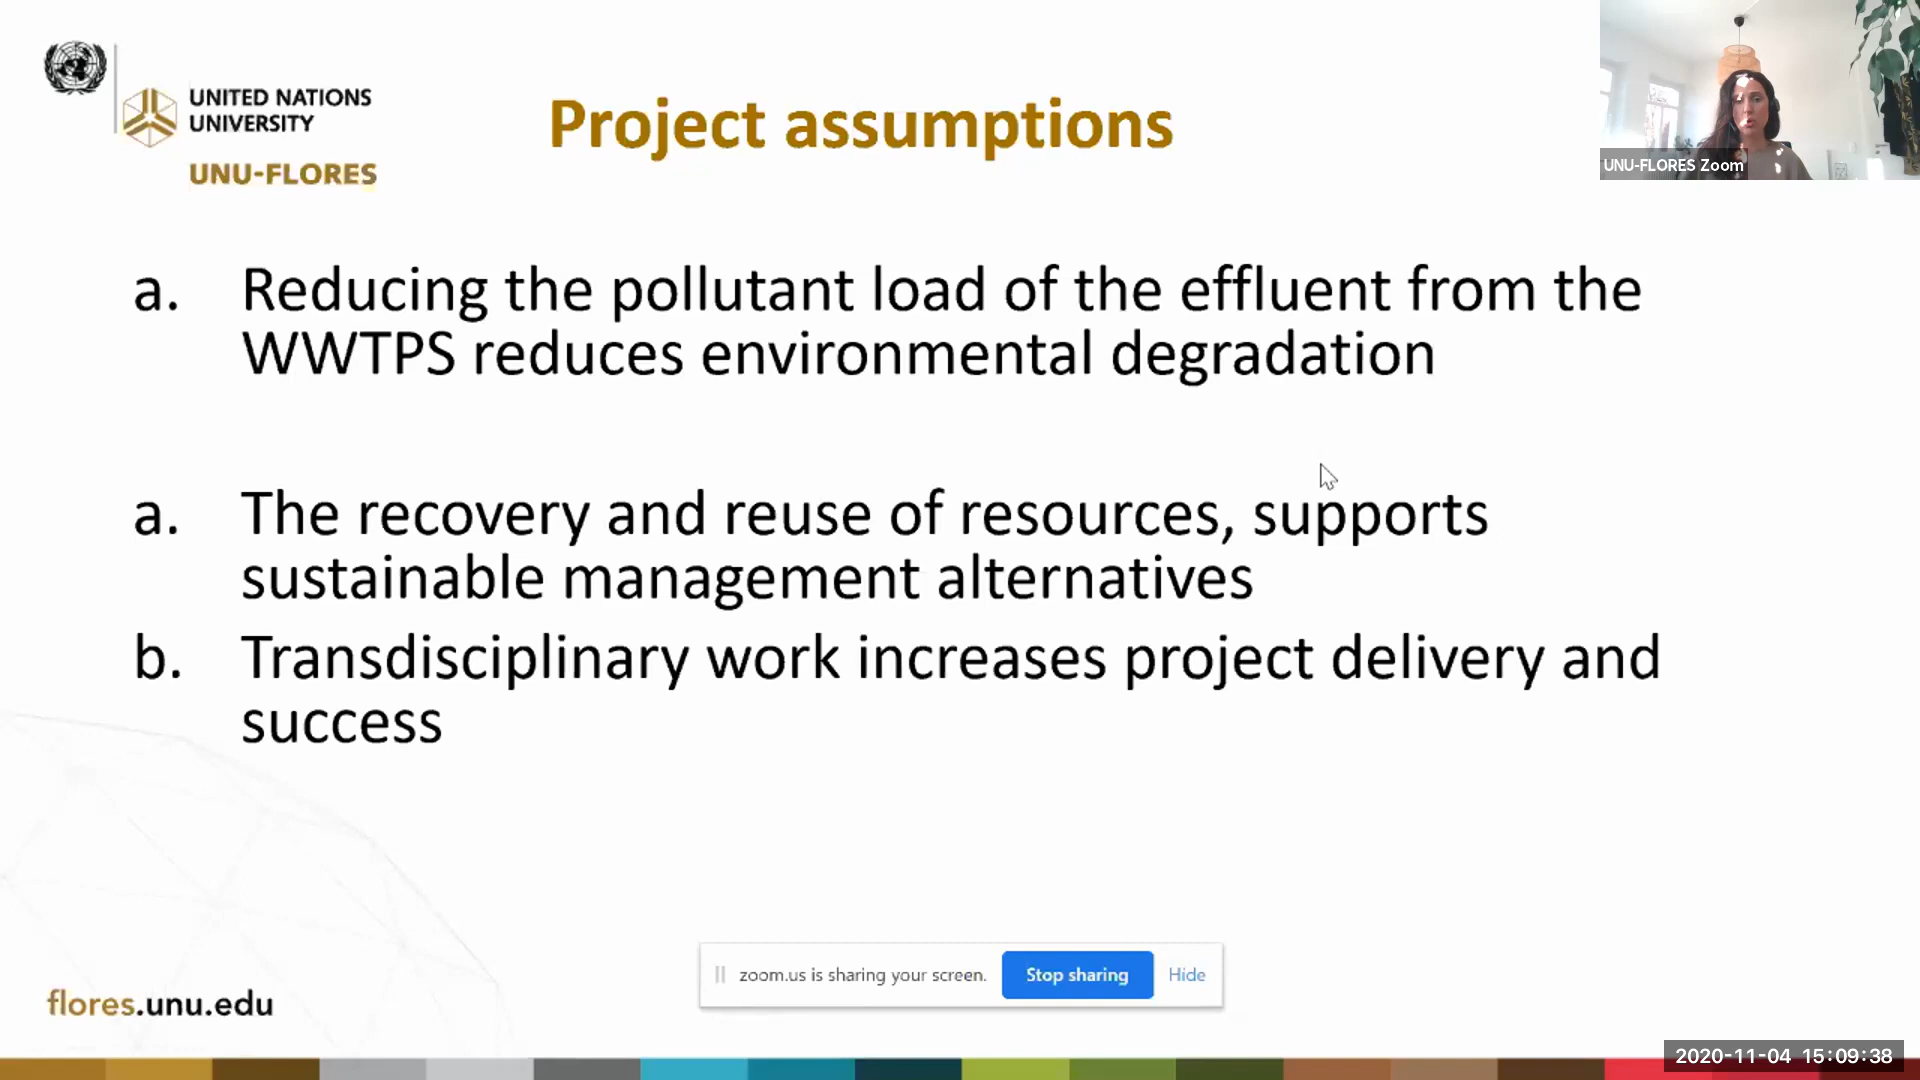 UNITED NATIONS
UNIVERSITY
UNU-FLORES
Project assumptions
UNU-FLORES Zoom
a. Reducing the pollutant load of the effluent from the
WWTPS reduces environmental degradation
a. The recovery and reuse of resources, supports
sustainable management alternatives
b. Transdisciplinary work increases project delivery and
success
zoom.us is sharing your screen. Stop sharing Hide
flores.unu.edu
2020-11-04 15:09:38